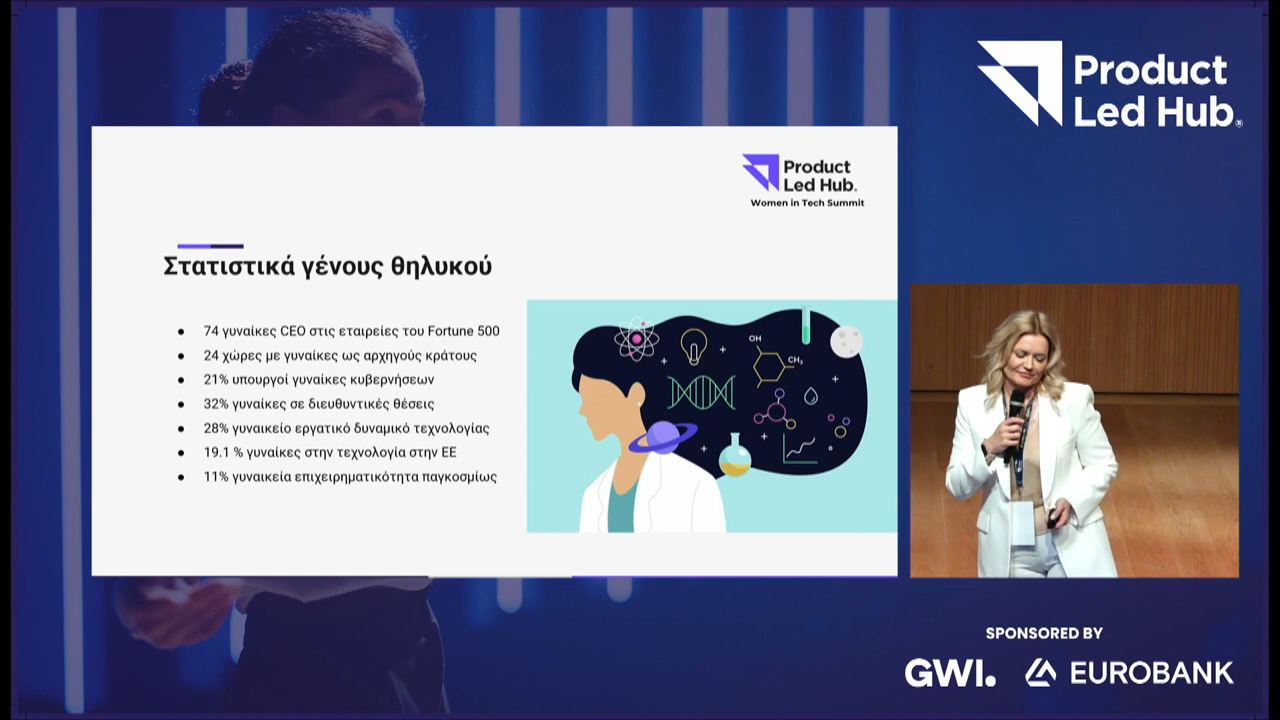 Product
Led Hub®
Product
Led Hub.
Women in Tech Summit
Στατιστικά γένους θηλυκού
● 74 γυναίκες CEO στις εταιρείες του Fortune 500
● 24 χώρες με γυναίκες ως αρχηγούς κράτους
● 21% υπουργοί γυναίκες κυβερνήσεων
● 32% γυναίκες σε διευθυντικές θέσεις
● 28% γυναικείο εργατικό δυναμικό τεχνολογίας
● 19.1 % γυναίκες στην τεχνολογία στην ΕΕ
● 11% γυναικεία επιχειρηματικότητα παγκοσμίως
OH
CH₃
SPONSORED BY
GWI. EUROBANK